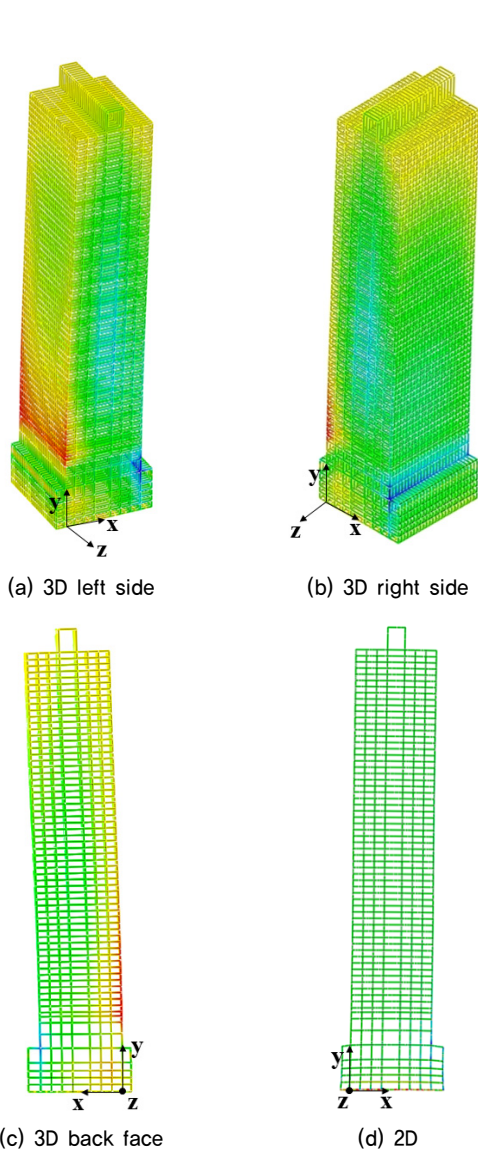 y
x
z
(a) 3D left side
y
z
x
(b) 3D right side
y
x
z
(c) 3D back face
y
z
x
(d) 2D